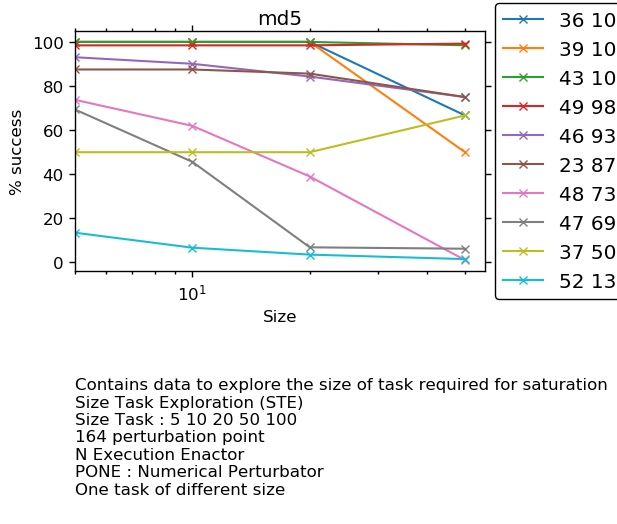 md5
100
80
60
40
20
0
% success
10¹
Size
36 10
39 10
43 10
49 98
46 93
23 87
48 73
47 69
37 50
52 13
Contains data to explore the size of task required for saturation
Size Task Exploration (STE)
Size Task : 5 10 20 50 100
164 perturbation point
N Execution Enactor
PONE : Numerical Perturbator
One task of different size